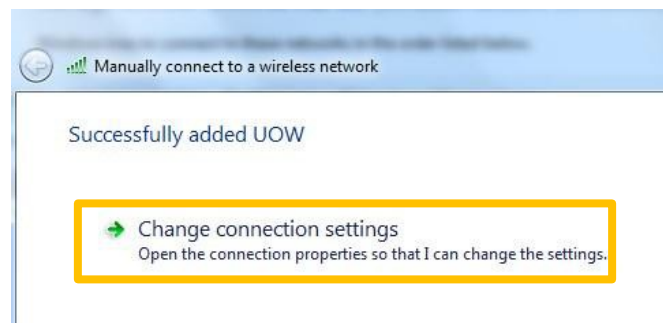 Manually connect to a wireless network
Successfully added UOW
Change connection settings
Open the connection properties so that I can change the settings.